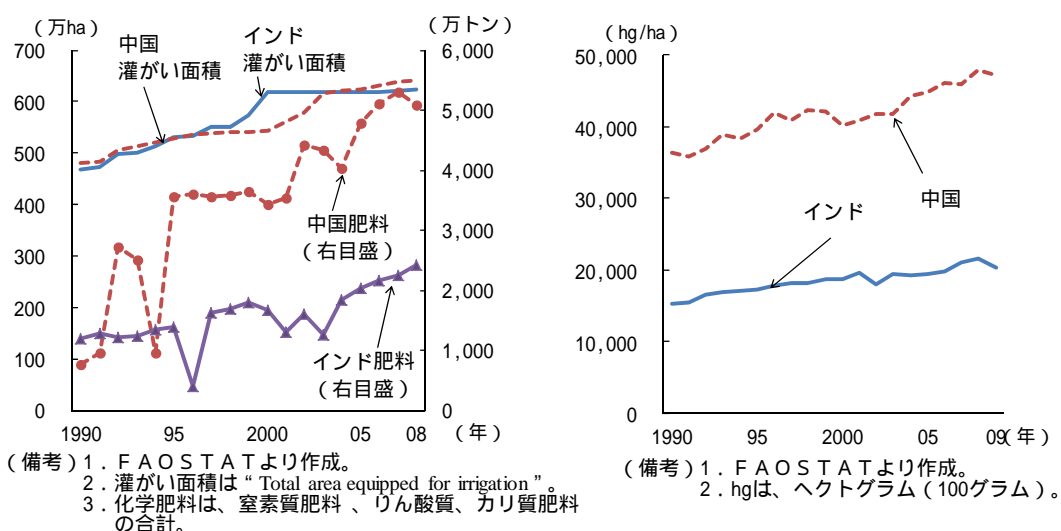 （万ha）
（万トン）
700
600
500
400
300
200
100
0
6,000
5,000
4,000
3,000
2,000
1,000
0
中国
灌がい面積
インド
灌がい面積
中国肥料
（右目盛）
インド肥料
（右目盛）
1990 95 2000 05 08 （年）
（備考）1．ＦＡＯＳＴＡＴより作成。
2．灌がい面積は“Total area equipped for irrigation”。
3．化学肥料は、窒素質肥料 、りん酸質、カリ質肥料
の合計。
（hg/ha）
50,000
40,000
30,000
20,000
10,000
0
中国
インド
1990 95 2000 05 09(年）
（備考）1．ＦＡＯＳＴＡＴより作成。
2．hgは、ヘクトグラム（100グラム）。